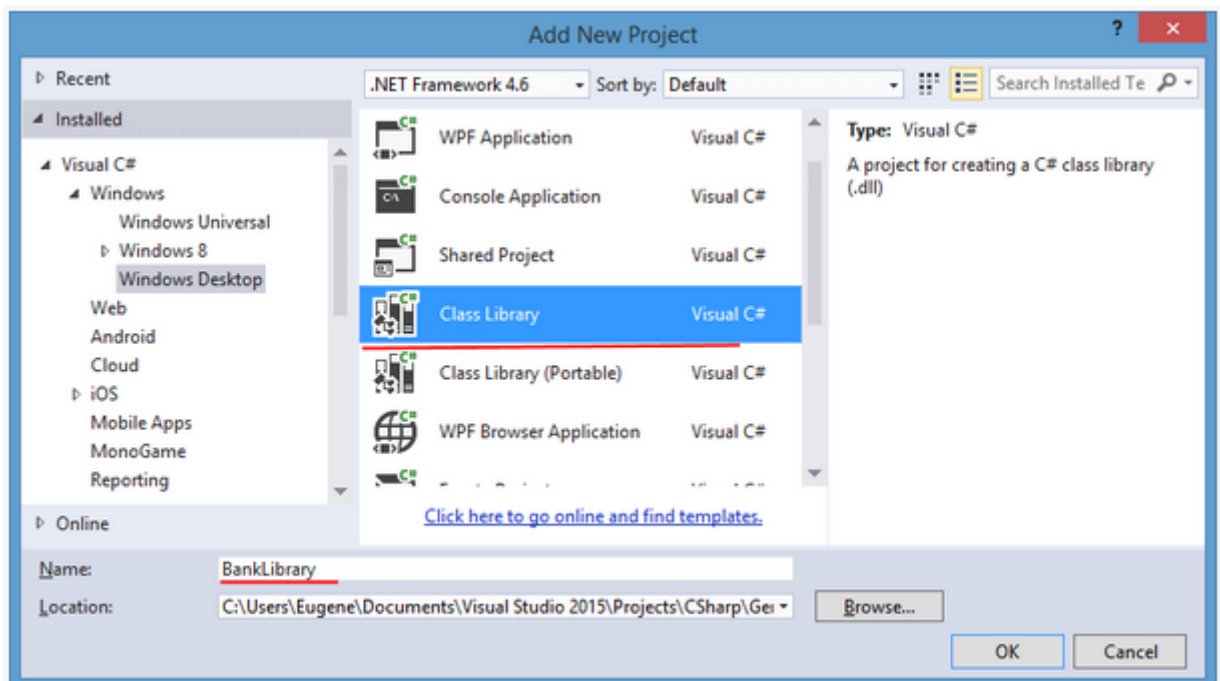 Add New Project
?
Recent
.NET Framework 4.6
Sort by: Default
Search Installed Te
Installed
Visual C#
Windows
Windows Universal
Windows 8
Windows Desktop
Web
Android
Cloud
iOS
Mobile Apps
MonoGame
Reporting
Online
WPF Application Visual C#
Console Application Visual C#
Shared Project Visual C#
Class Library Visual C#
Class Library (Portable) Visual C#
WPF Browser Application Visual C#
Click here to go online and find templates.
Type: Visual C#
A project for creating a C# class library
(.dll)
Name: BankLibrary
Location: C:\Users\Eugene\Documents\Visual Studio 2015\Projects\CSharp\
Browse...
OK Cancel